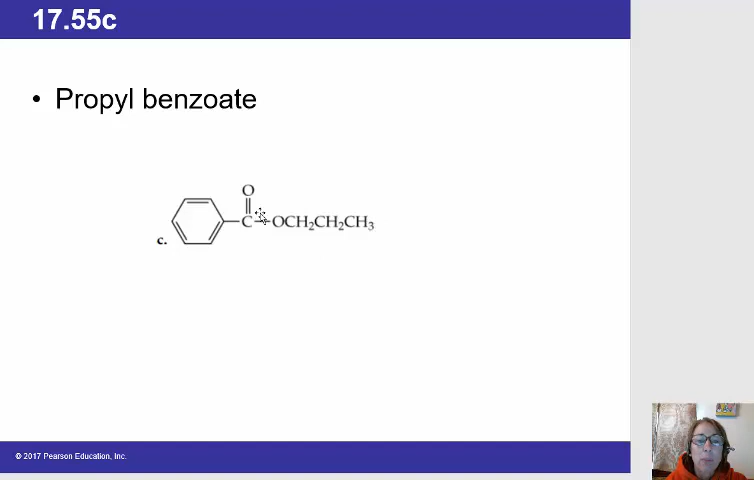 17.55c
• Propyl benzoate
O
C—OCH₂CH₂CH₃
c.
© 2017 Pearson Education, Inc.